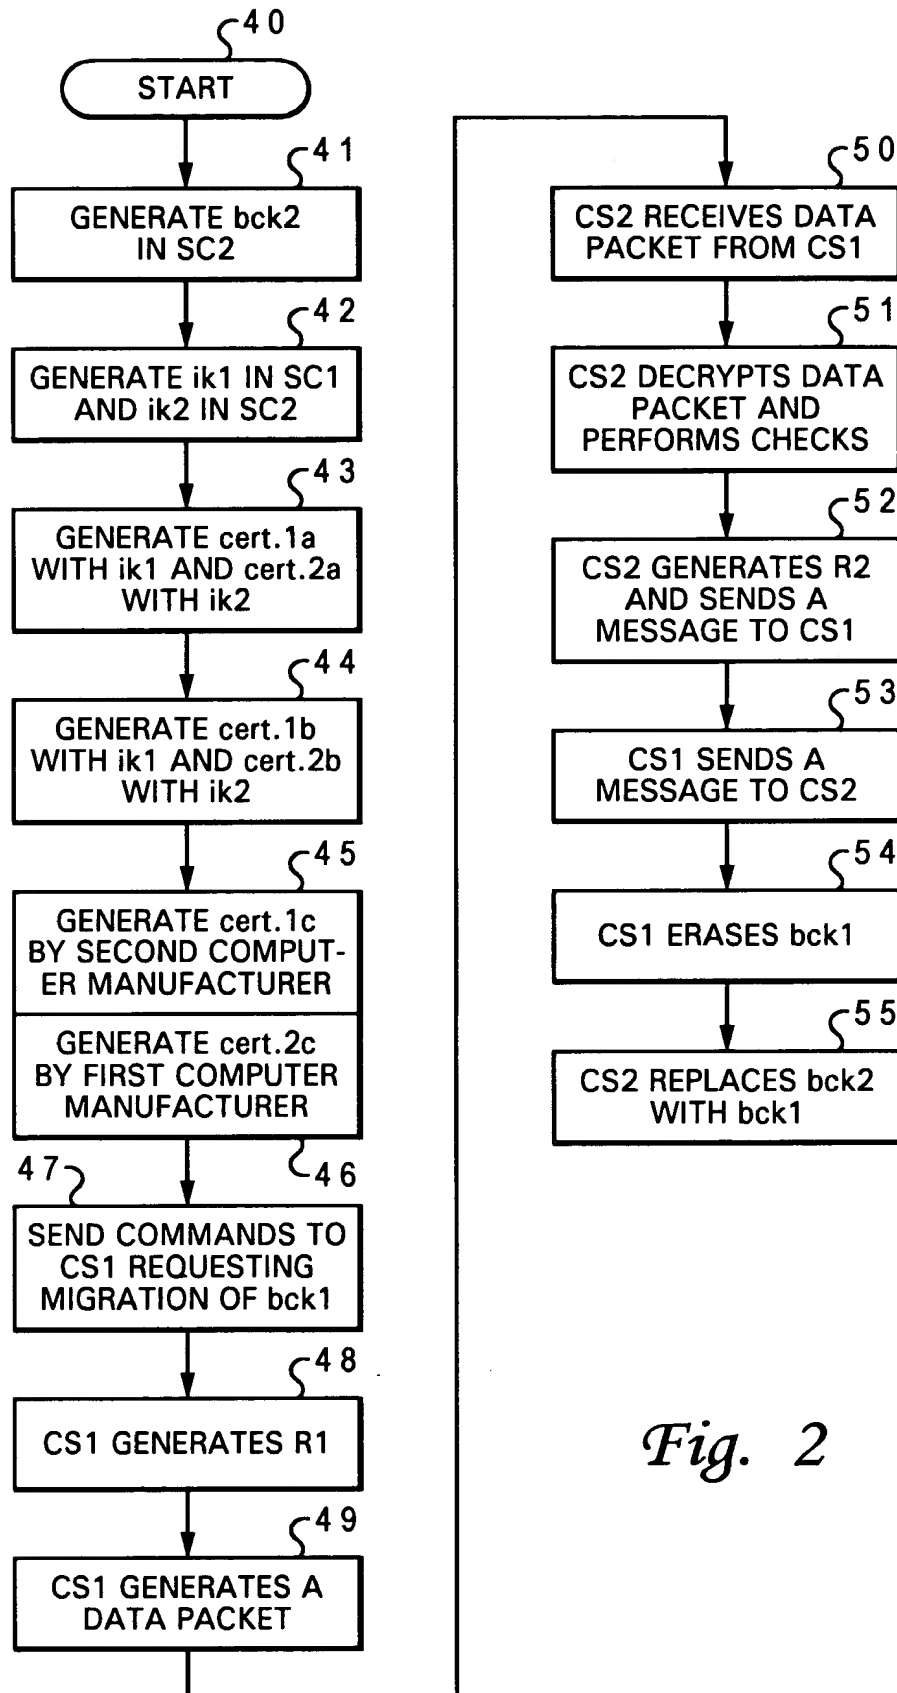 40
START
41
GENERATE bck2
IN SC2
42
GENERATE ik1 IN SC1
AND ik2 IN SC2
43
GENERATE cert.1a
WITH ik1 AND cert.2a
WITH ik2
44
GENERATE cert.1b
WITH ik1 AND cert.2b
WITH ik2
45
GENERATE cert.1c
BY SECOND COMPUT-
ER MANUFACTURER
GENERATE cert.2c
BY FIRST COMPUTER
MANUFACTURER
46
47
SEND COMMANDS TO
CS1 REQUESTING
MIGRATION OF bck1
48
CS1 GENERATES R1
49
CS1 GENERATES A
DATA PACKET
50
CS2 RECEIVES DATA
PACKET FROM CS1
51
CS2 DECRYPTS DATA
PACKET AND
PERFORMS CHECKS
52
CS2 GENERATES R2
AND SENDS A
MESSAGE TO CS1
53
CS1 SENDS A
MESSAGE TO CS2
54
CS1 ERASES bck1
55
CS2 REPLACES bck2
WITH bck1
Fig. 2